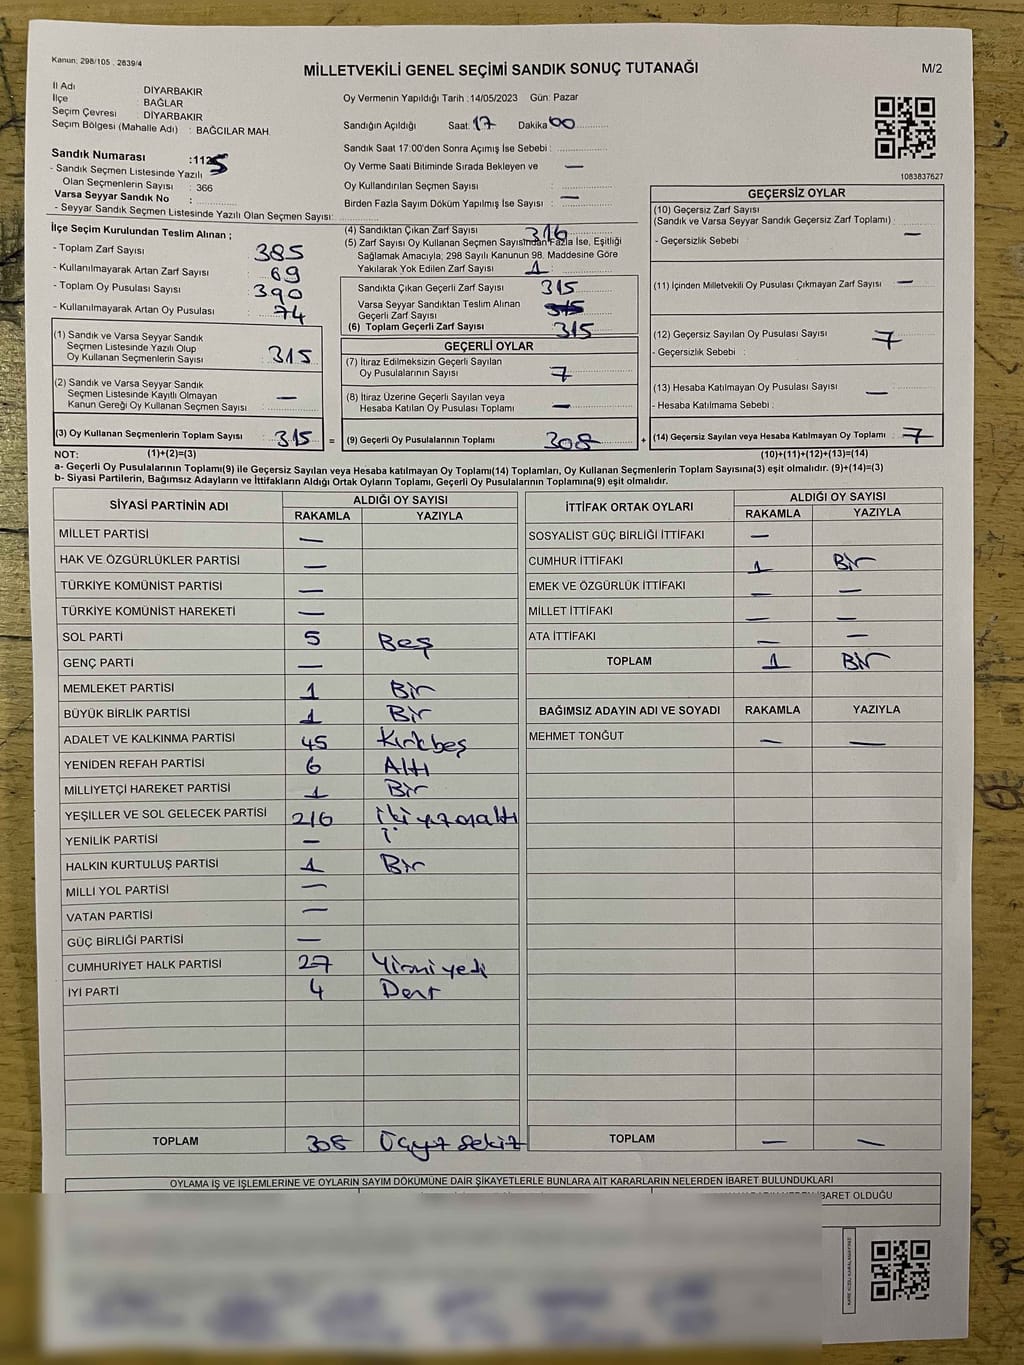 Kanun: 298/105 , 2839/4
MİLLETVEKİLİ GENEL SEÇİMİ SANDIK SONUÇ TUTANAĞI
M/2
İl Adı DİYARBAKIR
İlçe : BAĞLAR
Seçim Çevresi : DİYARBAKIR
Seçim Bölgesi (Mahalle Adı) : BAĞCILAR MAH.
Oy Vermenin Yapıldığı Tarih :14/05/2023 Gün: Pazar
Sandığın Açıldığı Saat: 17 Dakika 00
Sandık Saat 17:00'den Sonra Açımış İse Sebebi :
Oy Verme Saati Bitiminde Sırada Bekleyen ve —
Oy Kullandırılan Seçmen Sayısı :
Birden Fazla Sayım Döküm Yapılmış İse Sayısı : —
Sandık Numarası :1125
- Sandık Seçmen Listesinde Yazılı
Olan Seçmenlerin Sayısı : 366
Varsa Seyyar Sandık No :
- Seyyar Sandık Seçmen Listesinde Yazılı Olan Seçmen Sayısı:
1083837627
İlçe Seçim Kurulundan Teslim Alınan ;
- Toplam Zarf Sayısı : 385
- Kullanılmayarak Artan Zarf Sayısı : 69
- Toplam Oy Pusulası Sayısı : 390
- Kullanılmayarak Artan Oy Pusulası : 74
(1) Sandık ve Varsa Seyyar Sandık
Seçmen Listesinde Yazılı Olup
Oy Kullanan Seçmenlerin Sayısı : 315
(2) Sandık ve Varsa Seyyar Sandık
Seçmen Listesinde Kayıtlı Olmayan
Kanun Gereği Oy Kullanan Seçmen Sayısı : —
(3) Oy Kullanan Seçmenlerin Toplam Sayısı : 315
(4) Sandıktan Çıkan Zarf Sayısı : 316
(5) Zarf Sayısı Oy Kullanan Seçmen Sayısından Fazla İse, Eşitliği
Sağlamak Amacıyla; 298 Sayılı Kanunun 98. Maddesine Göre
Yakılarak Yok Edilen Zarf Sayısı : 1
Sandıkta Çıkan Geçerli Zarf Sayısı : 315
Varsa Seyyar Sandıktan Teslim Alınan
Geçerli Zarf Sayısı :
(6) Toplam Geçerli Zarf Sayısı : 315
GEÇERLİ OYLAR
(7) İtiraz Edilmeksizin Geçerli Sayılan
Oy Pusulalarının Sayısı : 7
(8) İtiraz Üzerine Geçerli Sayılan veya
Hesaba Katılan Oy Pusulası Toplamı : —
= (9) Geçerli Oy Pusulalarının Toplamı : 308
GEÇERSİZ OYLAR
(10) Geçersiz Zarf Sayısı
(Sandık ve Varsa Seyyar Sandık Geçersiz Zarf Toplamı) : —
- Geçersizlik Sebebi :
(11) İçinden Milletvekili Oy Pusulası Çıkmayan Zarf Sayısı : —
(12) Geçersiz Sayılan Oy Pusulası Sayısı : 7
- Geçersizlik Sebebi :
(13) Hesaba Katılmayan Oy Pusulası Sayısı : —
- Hesaba Katılmama Sebebi :
+ (14) Geçersiz Sayılan veya Hesaba Katılmayan Oy Toplamı : 7
NOT: (1)+(2)=(3) (10)+(11)+(12)+(13)=(14)
a- Geçerli Oy Pusulalarının Toplamı(9) ile Geçersiz Sayılan veya Hesaba katılmayan Oy Toplamı(14) Toplamları, Oy Kullanan Seçmenlerin Toplam Sayısına(3) eşit olmalıdır. (9)+(14)=(3)
b- Siyasi Partilerin, Bağımsız Adayların ve İttifakların Aldığı Ortak Oyların Toplamı, Geçerli Oy Pusulalarının Toplamına(9) eşit olmalıdır.
SİYASİ PARTİNİN ADI ALDIĞI OY SAYISI
RAKAMLA YAZIYLA
MİLLET PARTİSİ —
HAK VE ÖZGÜRLÜKLER PARTİSİ —
TÜRKİYE KOMÜNİST PARTİSİ —
TÜRKİYE KOMÜNİST HAREKETİ —
SOL PARTİ 5 Beş
GENÇ PARTİ —
MEMLEKET PARTİSİ 1 Bir
BÜYÜK BİRLİK PARTİSİ 1 Bir
ADALET VE KALKINMA PARTİSİ 45 Kırkbeş
YENİDEN REFAH PARTİSİ 6 Altı
MİLLİYETÇİ HAREKET PARTİSİ 1 Bir
YEŞİLLER VE SOL GELECEK PARTİSİ 216 İkiyüzonaltı
YENİLİK PARTİSİ —
HALKIN KURTULUŞ PARTİSİ 1 Bir
MİLLİ YOL PARTİSİ —
VATAN PARTİSİ —
GÜÇ BİRLİĞİ PARTİSİ —
CUMHURİYET HALK PARTİSİ 27 Yirmiyedi
İYİ PARTİ 4 Dört
TOPLAM 308 Üçyüz sekiz
İTTİFAK ORTAK OYLARI ALDIĞI OY SAYISI
RAKAMLA YAZIYLA
SOSYALİST GÜÇ BİRLİĞİ İTTİFAKI —
CUMHUR İTTİFAKI 1 Bir
EMEK VE ÖZGÜRLÜK İTTİFAKI — —
MİLLET İTTİFAKI — —
ATA İTTİFAKI — —
TOPLAM 1 Bir
BAĞIMSIZ ADAYIN ADI VE SOYADI RAKAMLA YAZIYLA
MEHMET TONĞUT — —
TOPLAM — —
OYLAMA İŞ VE İŞLEMLERİNE VE OYLARIN SAYIM DÖKÜMÜNE DAİR ŞİKAYETLERLE BUNLARA AİT KARARLARIN NELERDEN İBARET BULUNDUKLARI
İBARET OLDUĞU